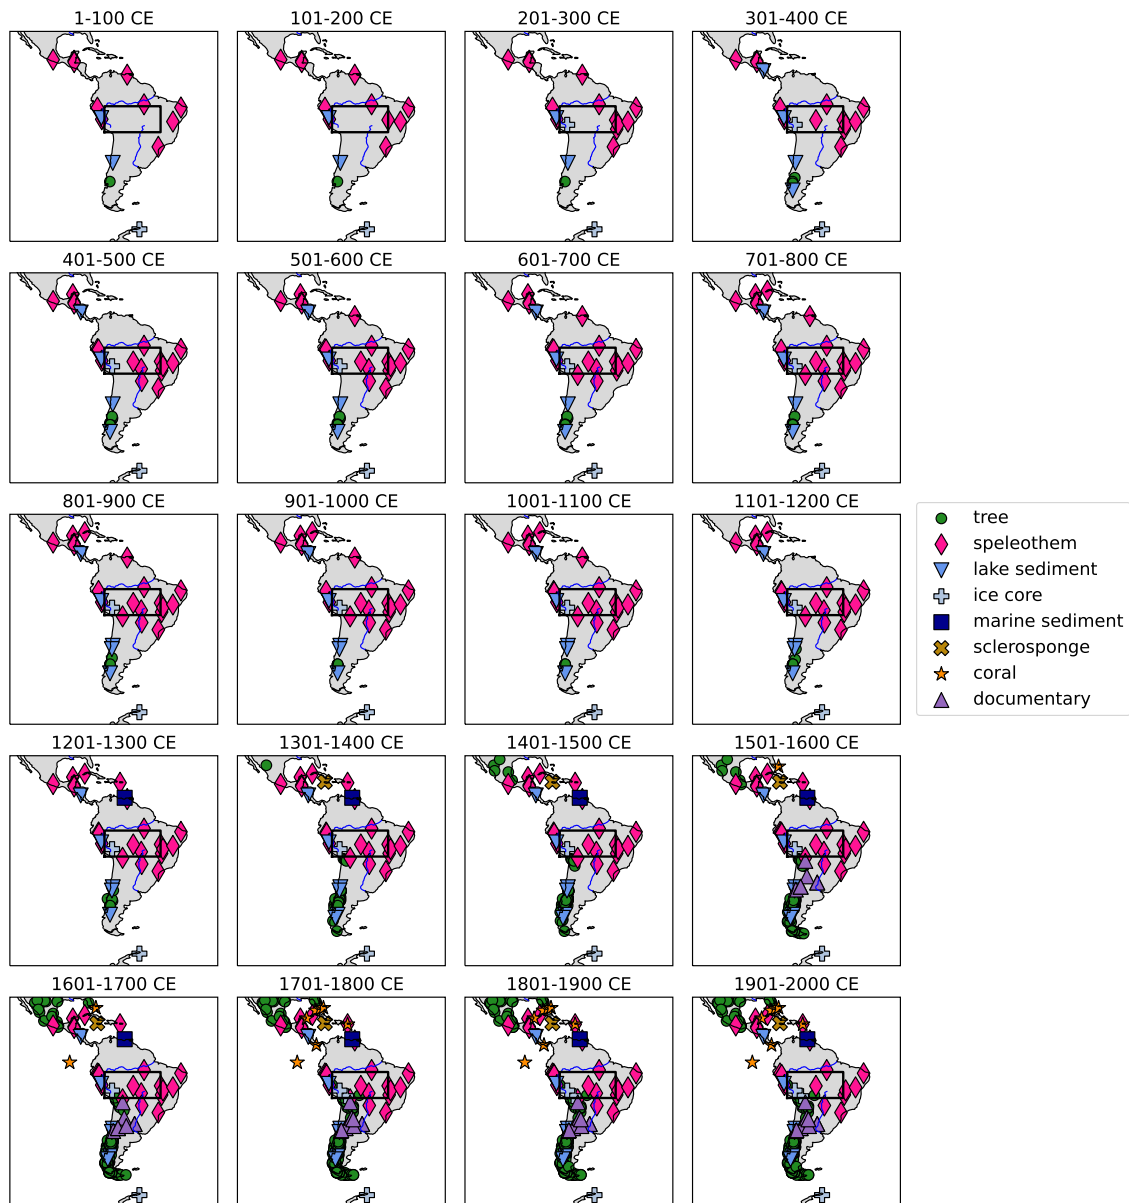 1-100 CE
101-200 CE
201-300 CE
301-400 CE
401-500 CE
501-600 CE
601-700 CE
701-800 CE
801-900 CE
901-1000 CE
1001-1100 CE
1101-1200 CE
tree
speleothem
lake sediment
ice core
marine sediment
sclerosponge
coral
documentary
1201-1300 CE
1301-1400 CE
1401-1500 CE
1501-1600 CE
1601-1700 CE
1701-1800 CE
1801-1900 CE
1901-2000 CE